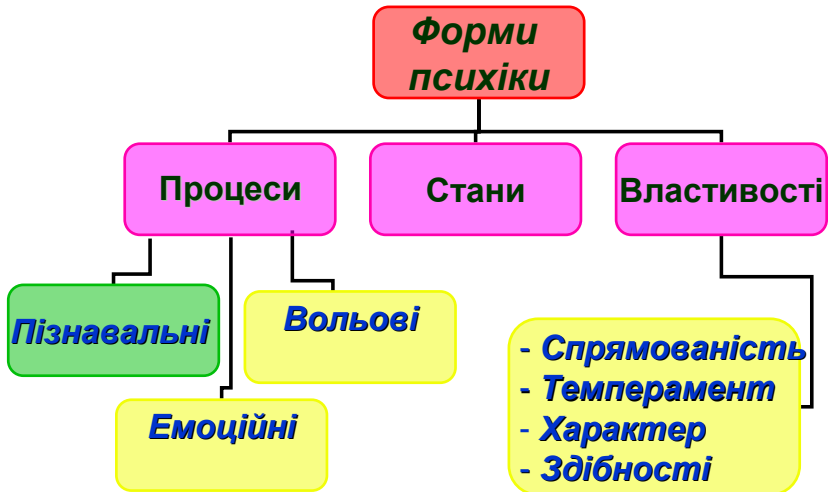 Форми
психіки
Процеси
Стани
Властивості
Пізнавальні
Вольові
Емоційні
- Спрямованість
- Темперамент
- Характер
- Здібності